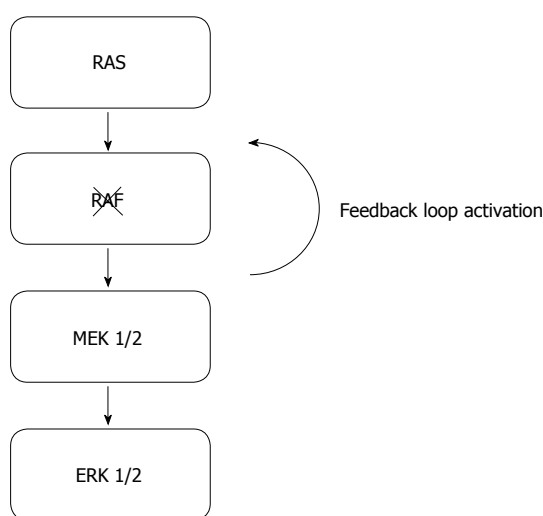 RAS
RAF
Feedback loop activation
MEK 1/2
ERK 1/2